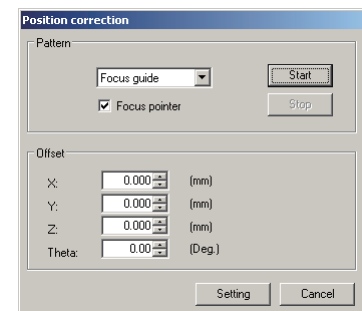 Position correction
Pattern
Focus guide
Start
Focus pointer
Stop
Offset
X: 0.000 (mm)
Y: 0.000 (mm)
Z: 0.000 (mm)
Theta: 0.00 (Deg.)
Setting Cancel